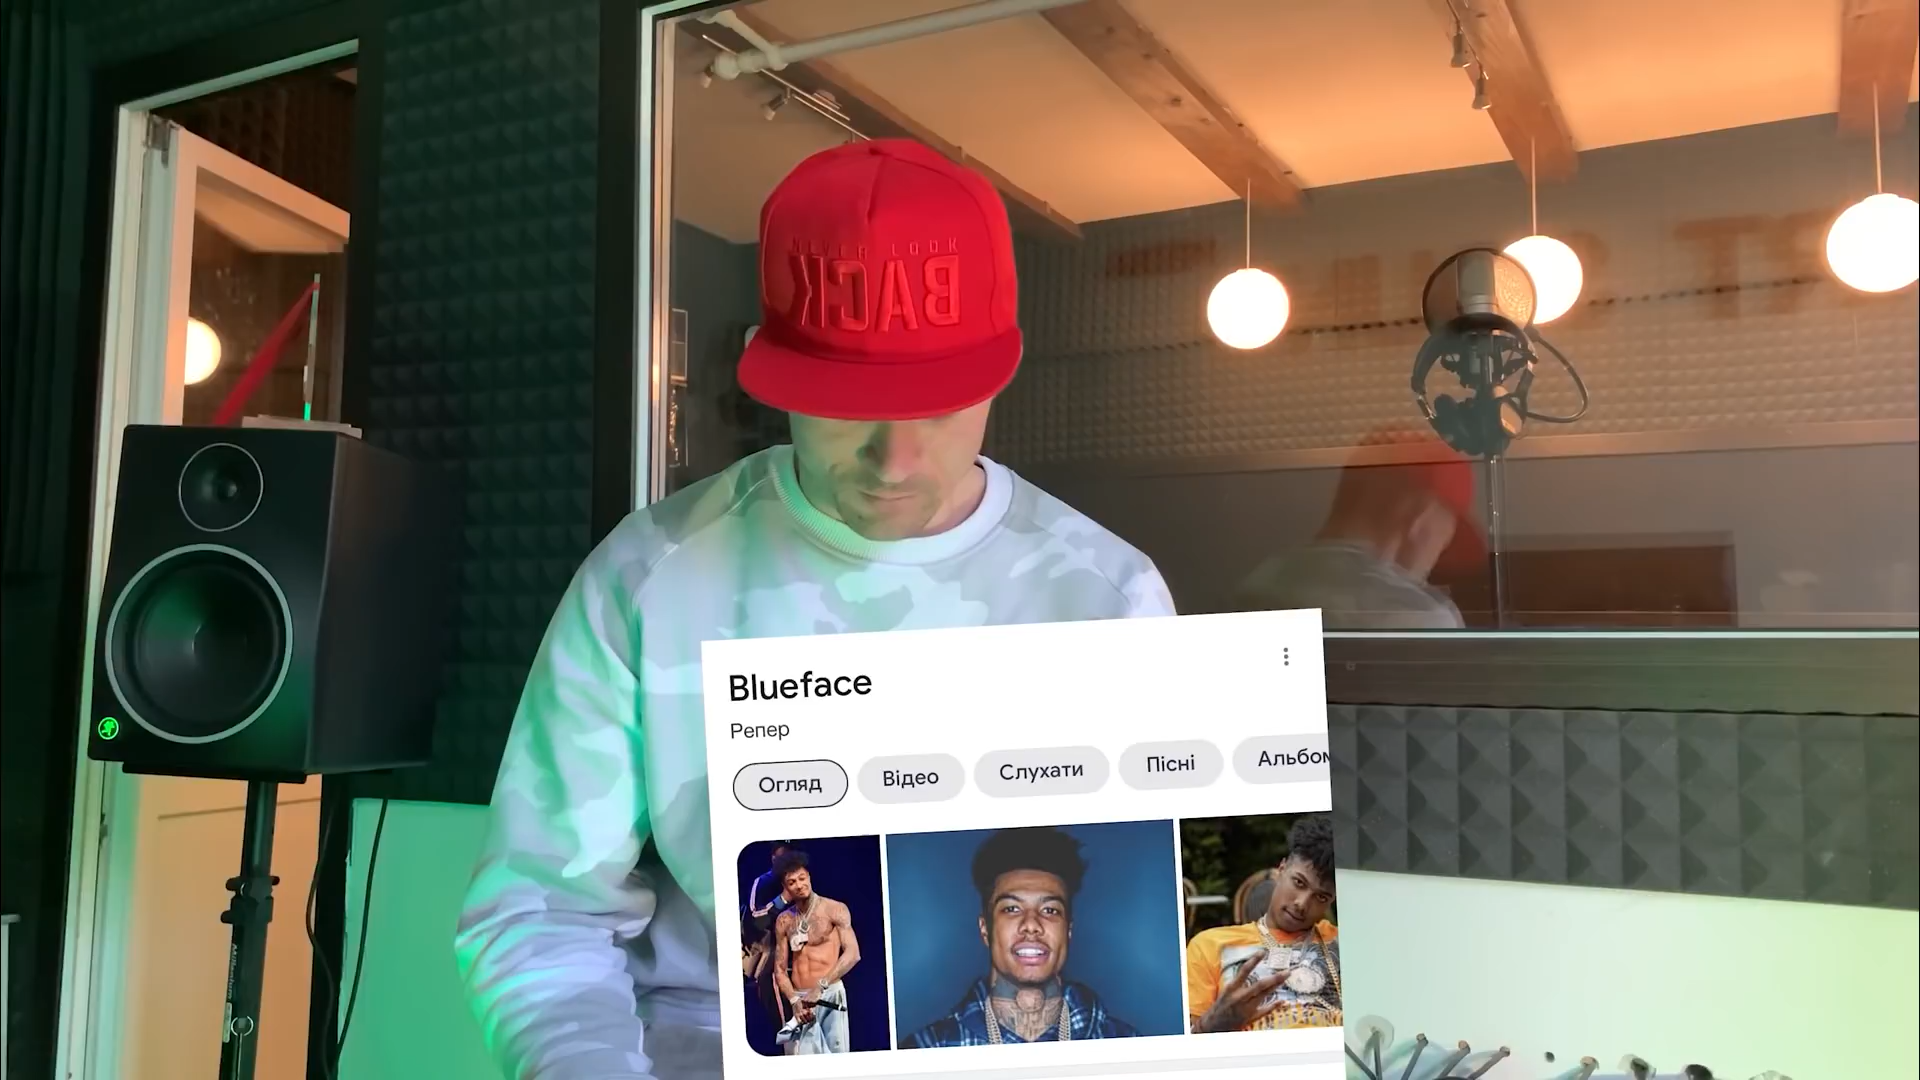 NEVER LOOK
BACK
Blueface
Репер
Огляд Відео Слухати Пісні Альбом